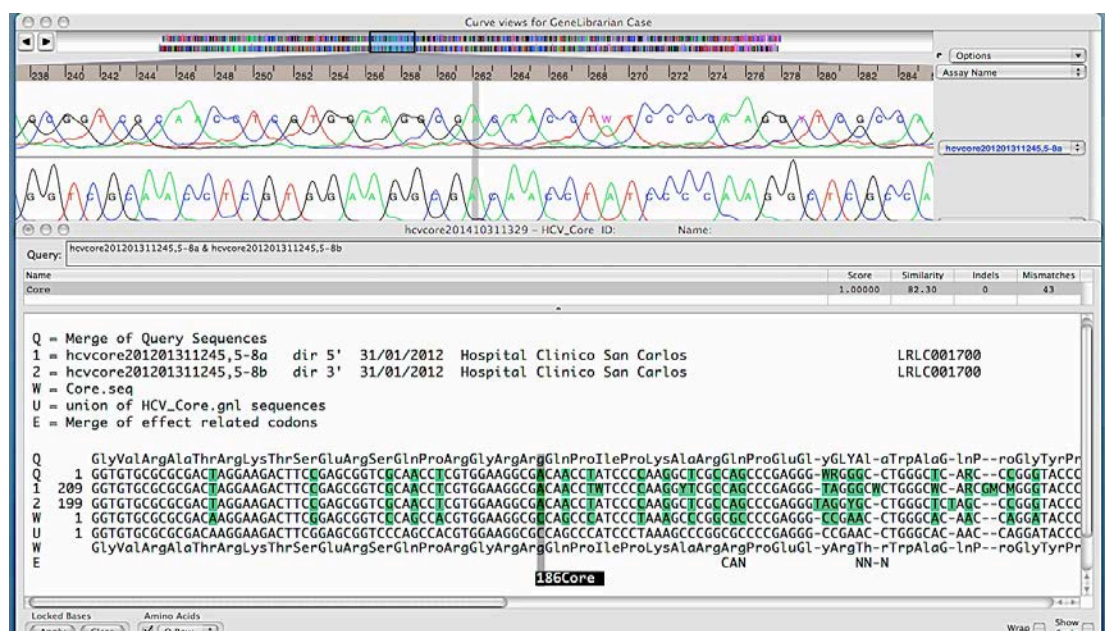 Curve views for GeneLibrarian Case
Options
238 240 242 244 246 248 250 252 254 256 258 260 262 264 266 268 270 272 274 276 278 280 282 284
Assay Name
hcvcore201201311245,5-8a
hcvcore201410311329 - HCV_Core ID: Name:
Query: hcvcore201201311245,5-8a & hcvcore201201311245,5-8b
Name Score Similarity Indels Mismatches
Core 1.00000 82.30 0 43
Q = Merge of Query Sequences
1 = hcvcore201201311245,5-8a dir 5' 31/01/2012 Hospital Clinico San Carlos LRLC001700
2 = hcvcore201201311245,5-8b dir 3' 31/01/2012 Hospital Clinico San Carlos LRLC001700
W = Core.seq
U = union of HCV_Core.gnl sequences
E = Merge of effect related codons
Q GlyValArgAlaThrArgLysThrSerGluArgSerGlnProArgGlyArgArgGlnProIleProLysAlaArgGlnProGluGl-yGLYAl-aTrpAlaG-lnP--roGlyTyrPr
Q 1 GGTGTGCGCGCGACTAGGAAGACTTCCGAGCGGTCGCAACCTCGTGGAAGGCGACAACCTATCCCCAAGGCTCGCCAGCCCGAGGG-WRGGGC-CTGGGCTC-ARC--CCGGGTACCC
1 209 GGTGTGCGCGCGACTAGGAAGACTTCCGAGCGGTCGCAACCTCGTGGAAGGCGACAACCTWTCCCCAAGGYTCGCCAGCCCGAGGG-TAGGGCWCTGGGCWC-ARCGMCMGGGTACCC
2 199 GGTGTGCGCGCGACTAGGAAGACTTCCGAGCGGTCGCAACCTCGTGGAAGGCGACAACCTATCCCCAAGGCTCGCCAGCCCGAGGGTAGGYGC-CTGGGCTCTAGC--CCGGGTACCC
W 1 GGTGTGCGCGCGACAAGGAAGACTTCGGAGCGGTCCCAGCCACGTGGAAGGCGCCAGCCCATCCCTAAAGCCCGGCGCCCCGAGGG-CCGAAC-CTGGGCAC-AAC--CAGGATACCC
U 1 GGTGTGCGCGCGACAAGGAAGACTTCGGAGCGGTCCCAGCCACGTGGAAGGCGCCAGCCCATCCCTAAAGCCCGGCGCCCCGAGGG-CCGAAC-CTGGGCAC-AAC--CAGGATACCC
W GlyValArgAlaThrArgLysThrSerGluArgSerGlnProArgGlyArgArgGlnProIleProLysAlaArgArgProGluGl-yArgTh-rTrpAlaG-lnP--roGlyTyrPr
E CAN NN-N
186Core
Locked Bases Amino Acids
Wrap Show